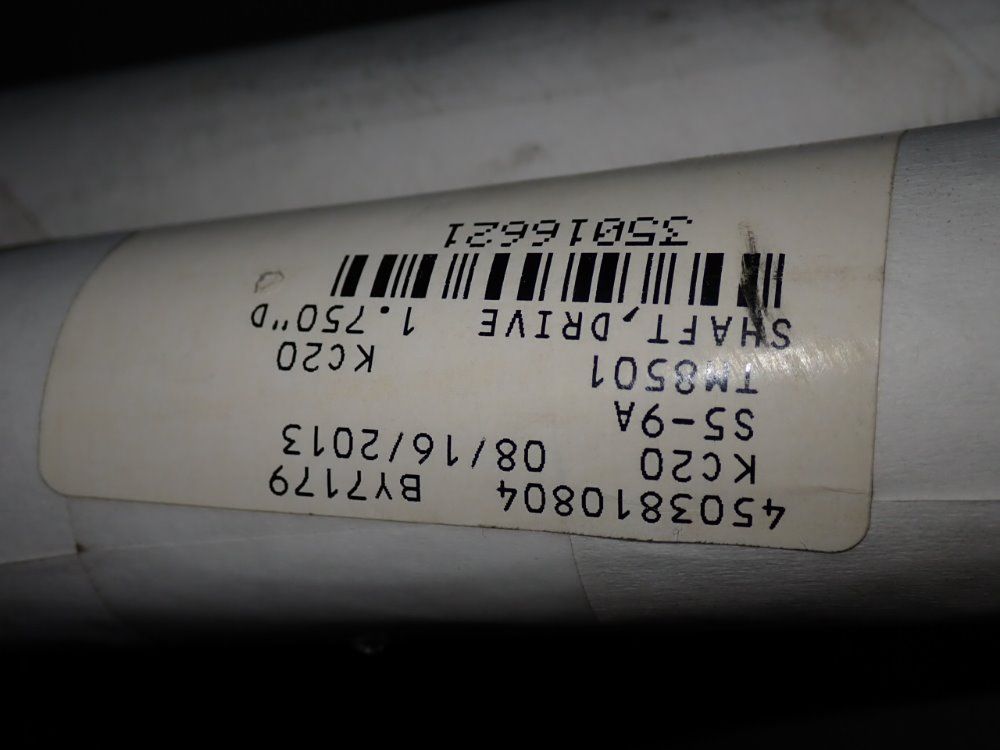 4503810804 BY7179
KC20 08/16/2013
S5-9A
TM8501
KC20
SHAFT,DRIVE 1.750"D
35016621